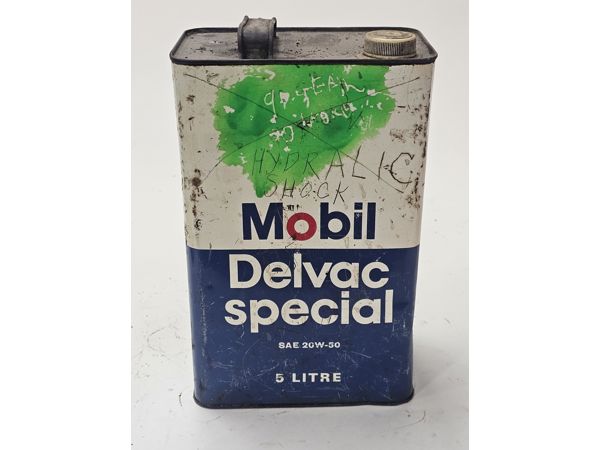 HYDRALIC
SHOCK
Mobil
Delvac
special
SAE 20W-50
5 LITRE